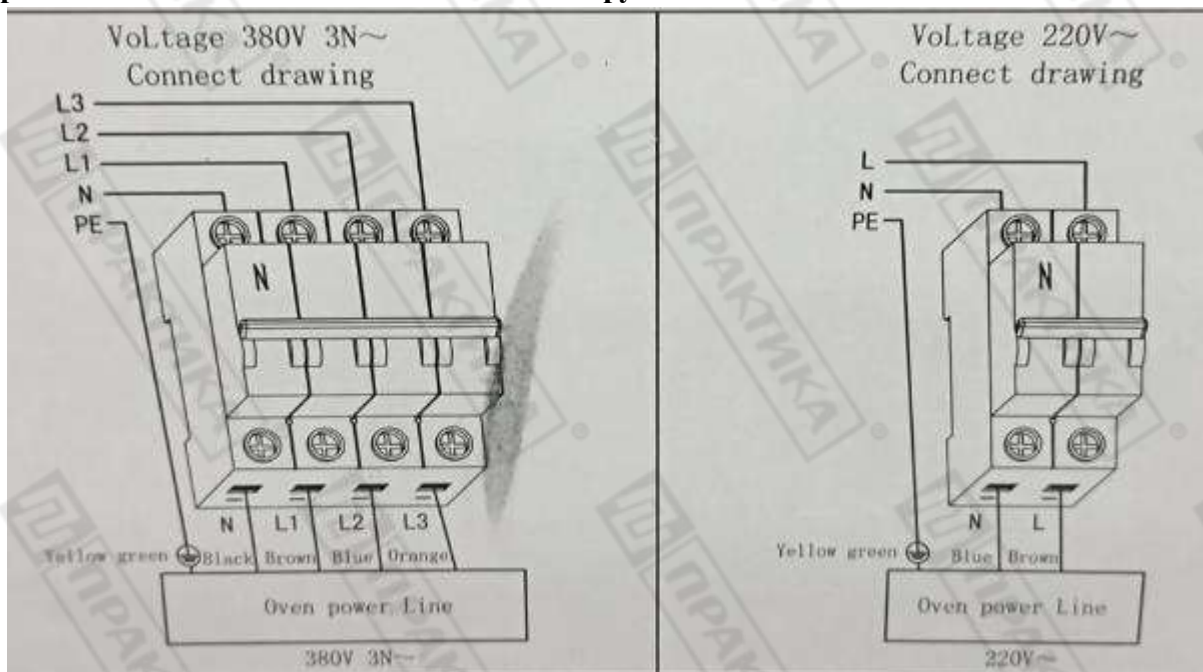 VoLtage 380V 3N~
Connect drawing
L3
L2
L1
N
PE
N
N L1 L2 L3
Yellow green Black Brown Blue Orange
Oven power Line
380V 3N~
VoLtage 220V~
Connect drawing
L
N
PE
N
N L
Yellow green Blue Brown
Oven power Line
220V~
ПРАКТИКА